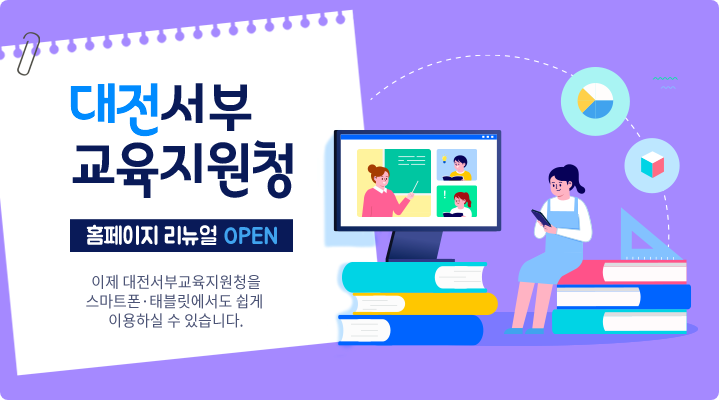 대전서부
교육지원청
홈페이지 리뉴얼 OPEN
이제 대전서부교육지원청을
스마트폰·태블릿에서도 쉽게
이용하실 수 있습니다.